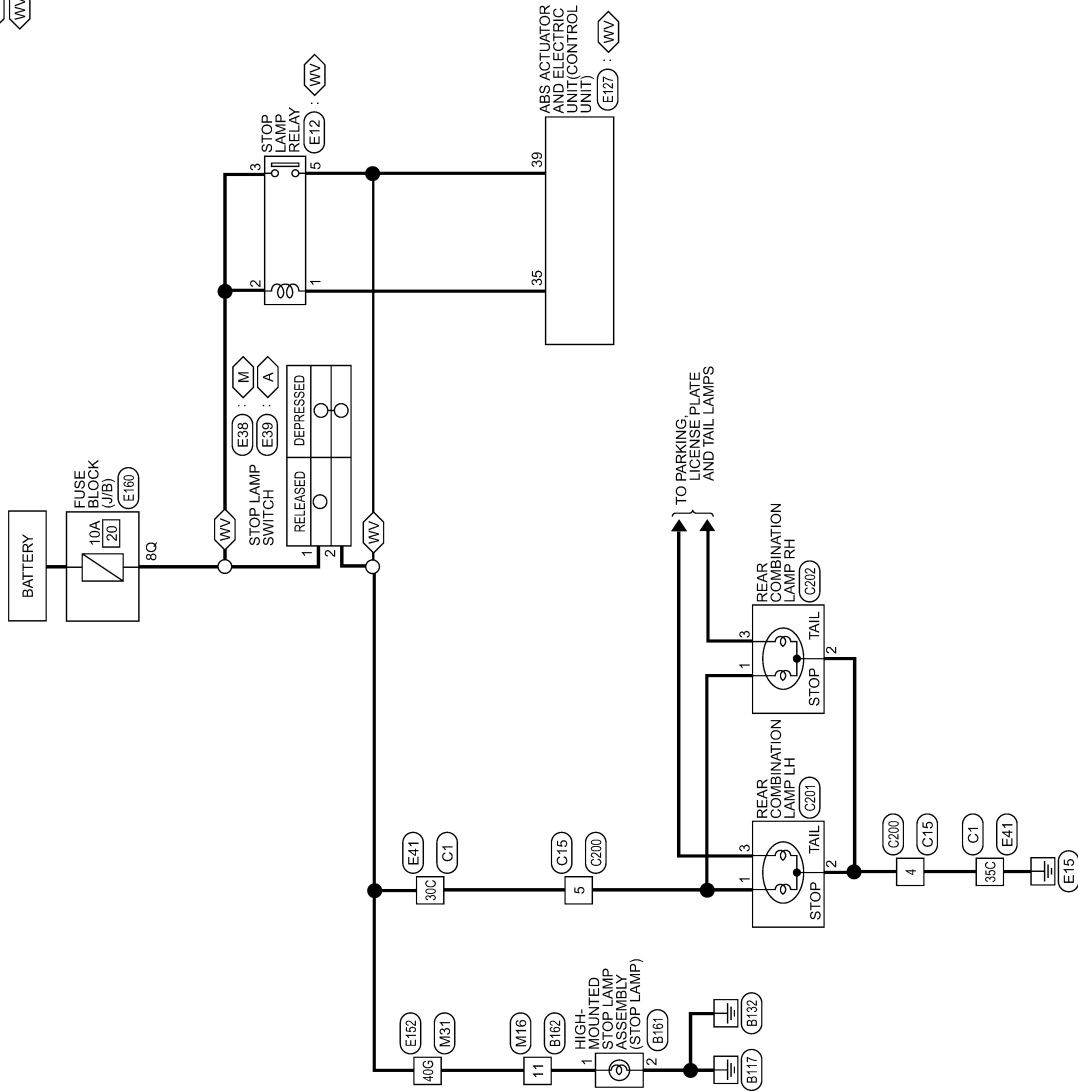 WV
BATTERY
FUSE
BLOCK
(J/B)
E160
10A
20
8Q
WV
STOP LAMP
SWITCH
E38 : M
E39 : A
RELEASED
DEPRESSED
1
2
WV
STOP
LAMP
RELAY
E12 : WV
2
3
1
5
35
39
ABS ACTUATOR
AND ELECTRIC
UNIT(CONTROL
UNIT)
E127 : WV
TO PARKING,
LICENSE PLATE
AND TAIL LAMPS
E152
40G
M31
M16
11
B162
HIGH-
MOUNTED
STOP LAMP
ASSEMBLY
(STOP LAMP)
B161
1
2
B117
B132
E41
30C
C1
C15
5
C200
REAR
COMBINATION
LAMP LH
C201
1
3
STOP
TAIL
2
REAR
COMBINATION
LAMP RH
C202
1
3
STOP
TAIL
2
C200
4
C15
C1
35C
E41
E15